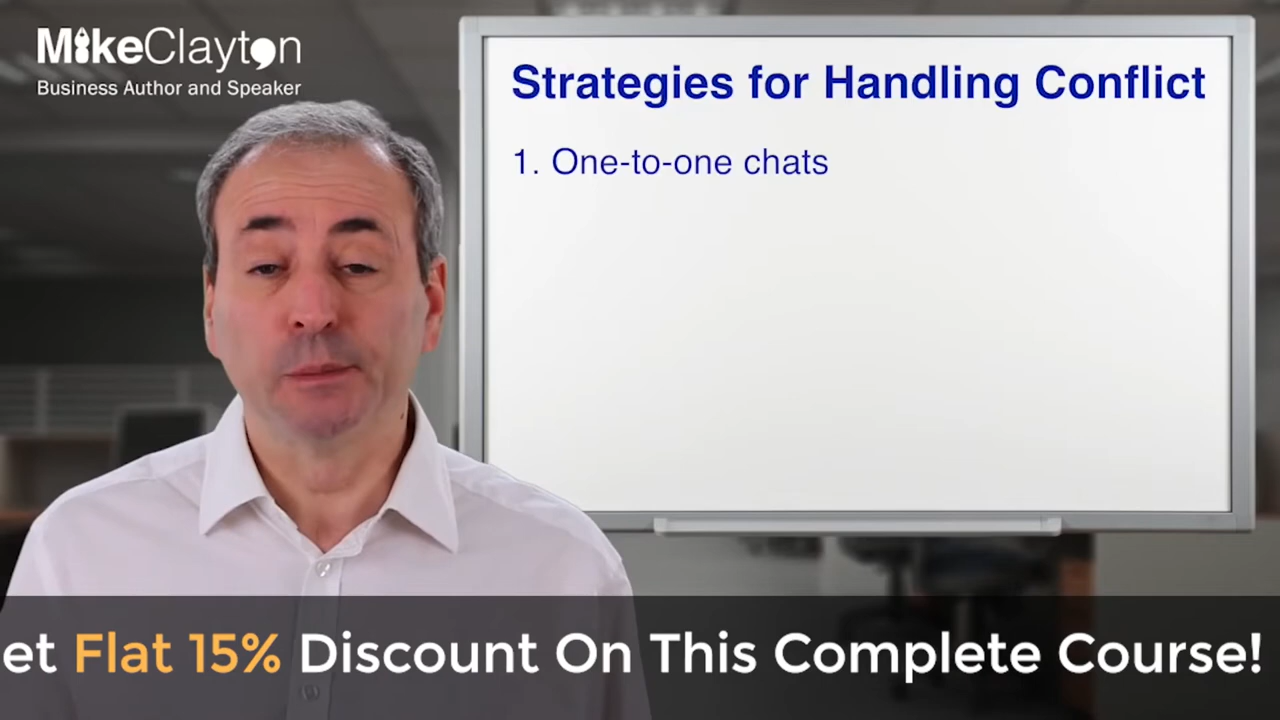 MikeClayton
Business Author and Speaker
Strategies for Handling Conflict
1. One-to-one chats
et Flat 15% Discount On This Complete Course!